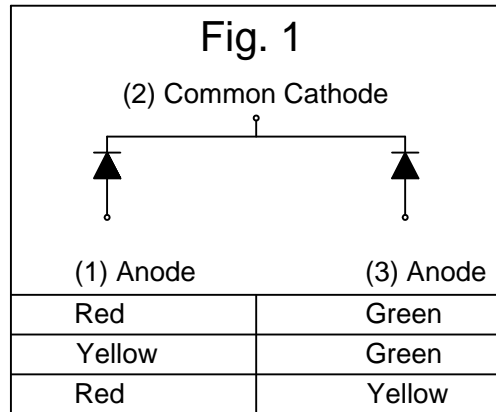 Fig. 1
(2) Common Cathode
(1) Anode (3) Anode
Red Green
Yellow Green
Red Yellow